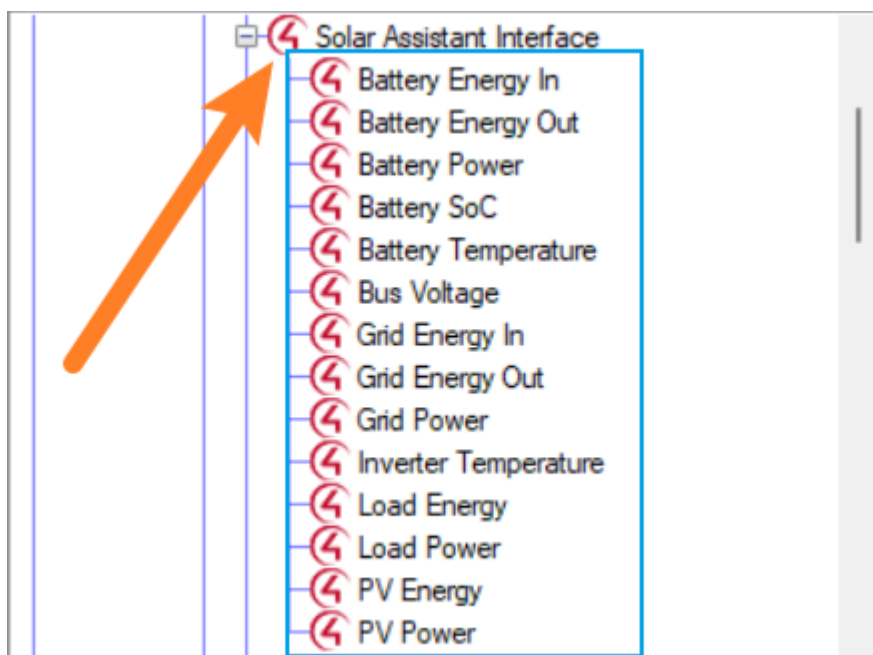 Solar Assistant Interface
Battery Energy In
Battery Energy Out
Battery Power
Battery SoC
Battery Temperature
Bus Voltage
Grid Energy In
Grid Energy Out
Grid Power
Inverter Temperature
Load Energy
Load Power
PV Energy
PV Power